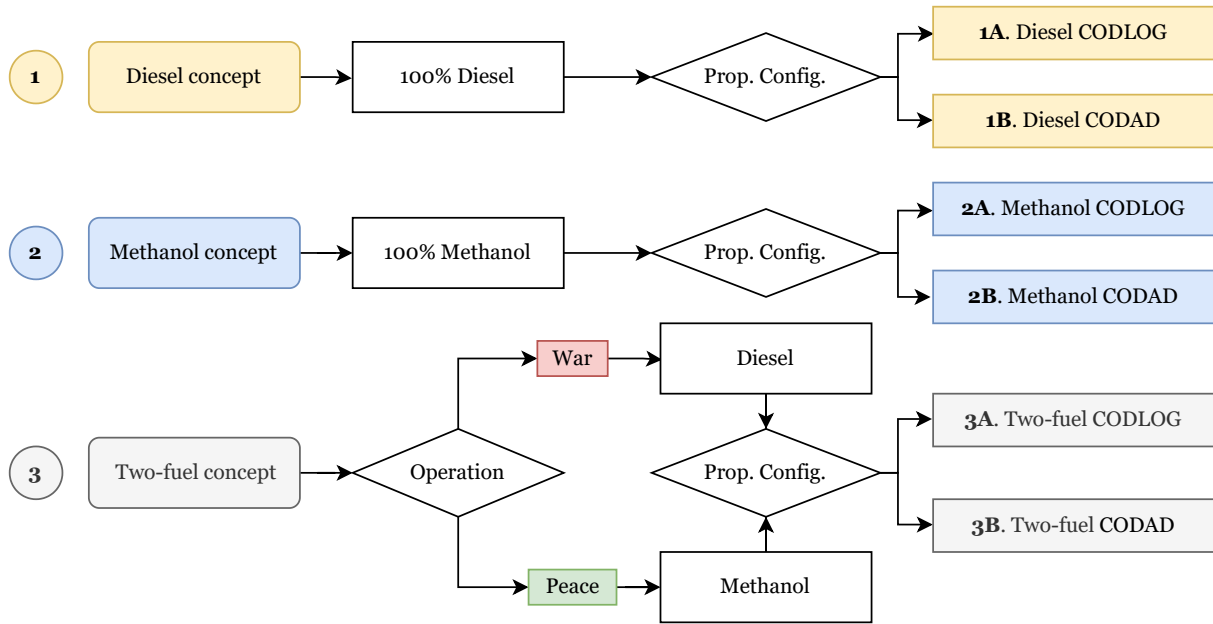 1
Diesel concept
100% Diesel
Prop. Config.
1A. Diesel CODLOG
1B. Diesel CODAD
2
Methanol concept
100% Methanol
Prop. Config.
2A. Methanol CODLOG
2B. Methanol CODAD
3
Two-fuel concept
Operation
War
Diesel
Peace
Methanol
Prop. Config.
3A. Two-fuel CODLOG
3B. Two-fuel CODAD